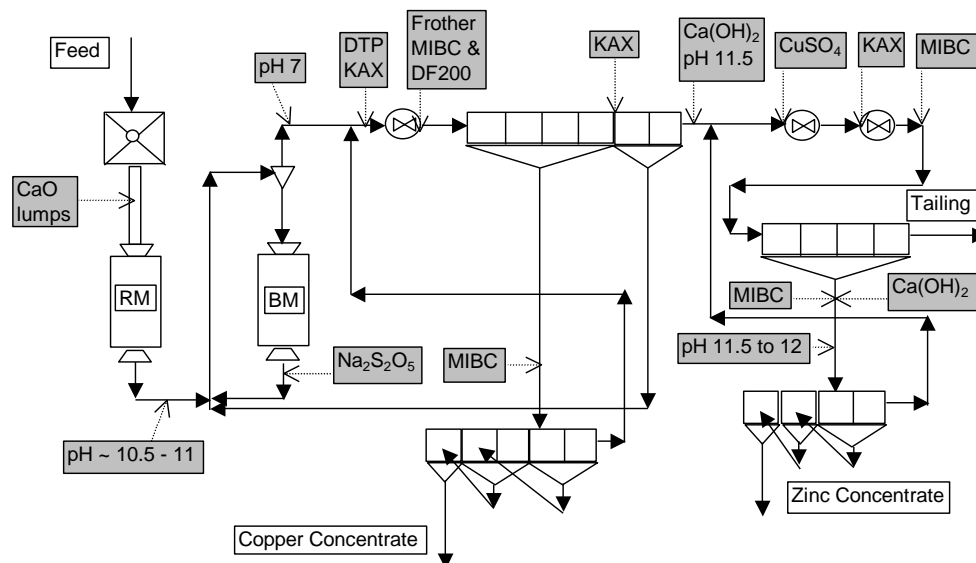 Feed
pH 7
DTP
KAX
Frother
MIBC &
DF200
KAX
Ca(OH)₂
pH 11.5
CuSO₄
KAX
MIBC
CaO
lumps
Tailing
RM
BM
MIBC
Ca(OH)₂
Na₂S₂O₅
MIBC
pH 11.5 to 12
pH ~ 10.5 - 11
Zinc Concentrate
Copper Concentrate